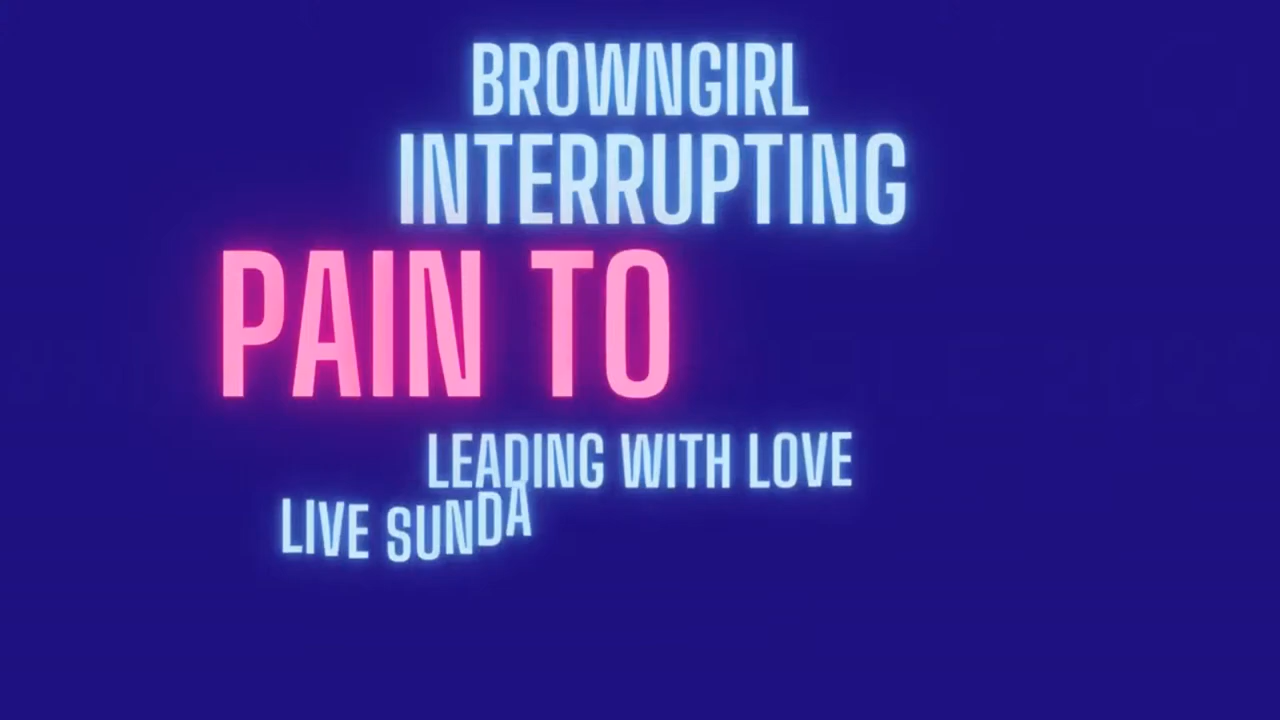 BROWNGIRL
INTERRUPTING
PAIN TO
LEADING WITH LOVE
LIVE SUNDA